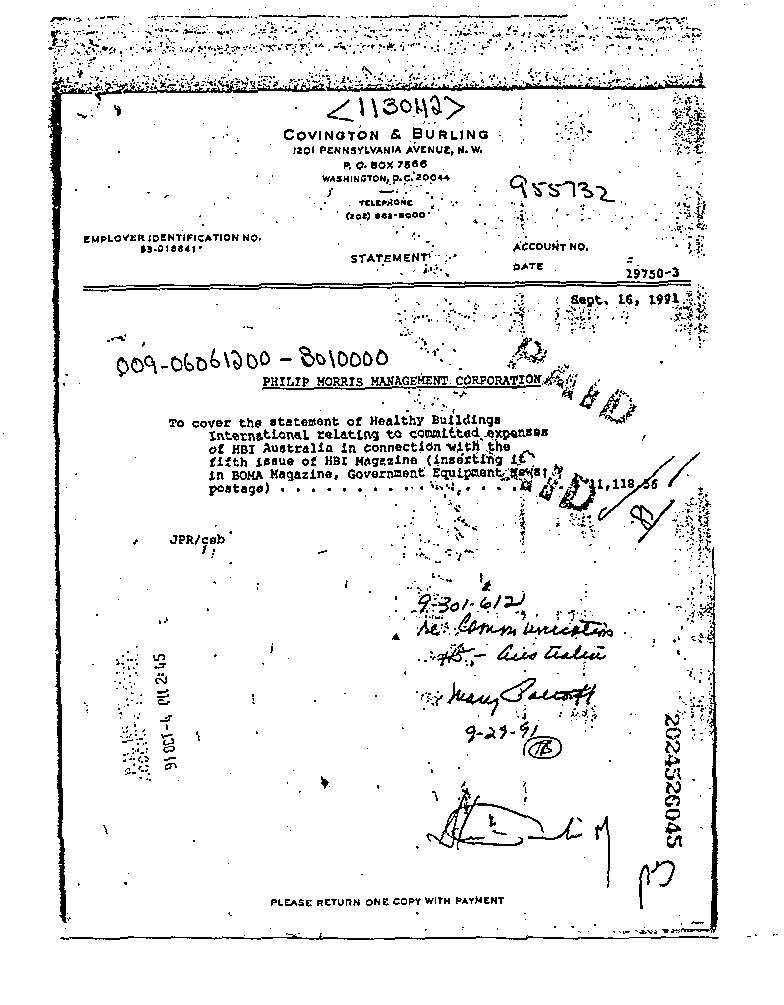 <113042>
COVINGTON & BURLING
1201 PENNSYLVANIA AVENUE, N. W.
P. O. BOX 7566
WASHINGTON, D. C. 20044
TELEPHONE
(202) 662-6000
955732
EMPLOYER IDENTIFICATION NO.
53-018841
ACCOUNT NO.
STATEMENT
DATE
19750-3
Sept. 16, 1991
009-06061200-8010000
PAID
PHILIP MORRIS MANAGEMENT CORPORATION
To cover the statement of Healthy Buildings
International relating to committed expenses
of HBI Australia in connection with the
fifth issue of HBI Magazine (inserting it
in BOMA Magazine, Government Equipment News;
postage) . . . . . . . . . . . . . . . 11,118.56
JPR/csb
9-301-612
re: Communication
- Australia
Mary
9-23-91
TB
91 OCT-4 PM 2:45
2024526045
PLEASE RETURN ONE COPY WITH PAYMENT